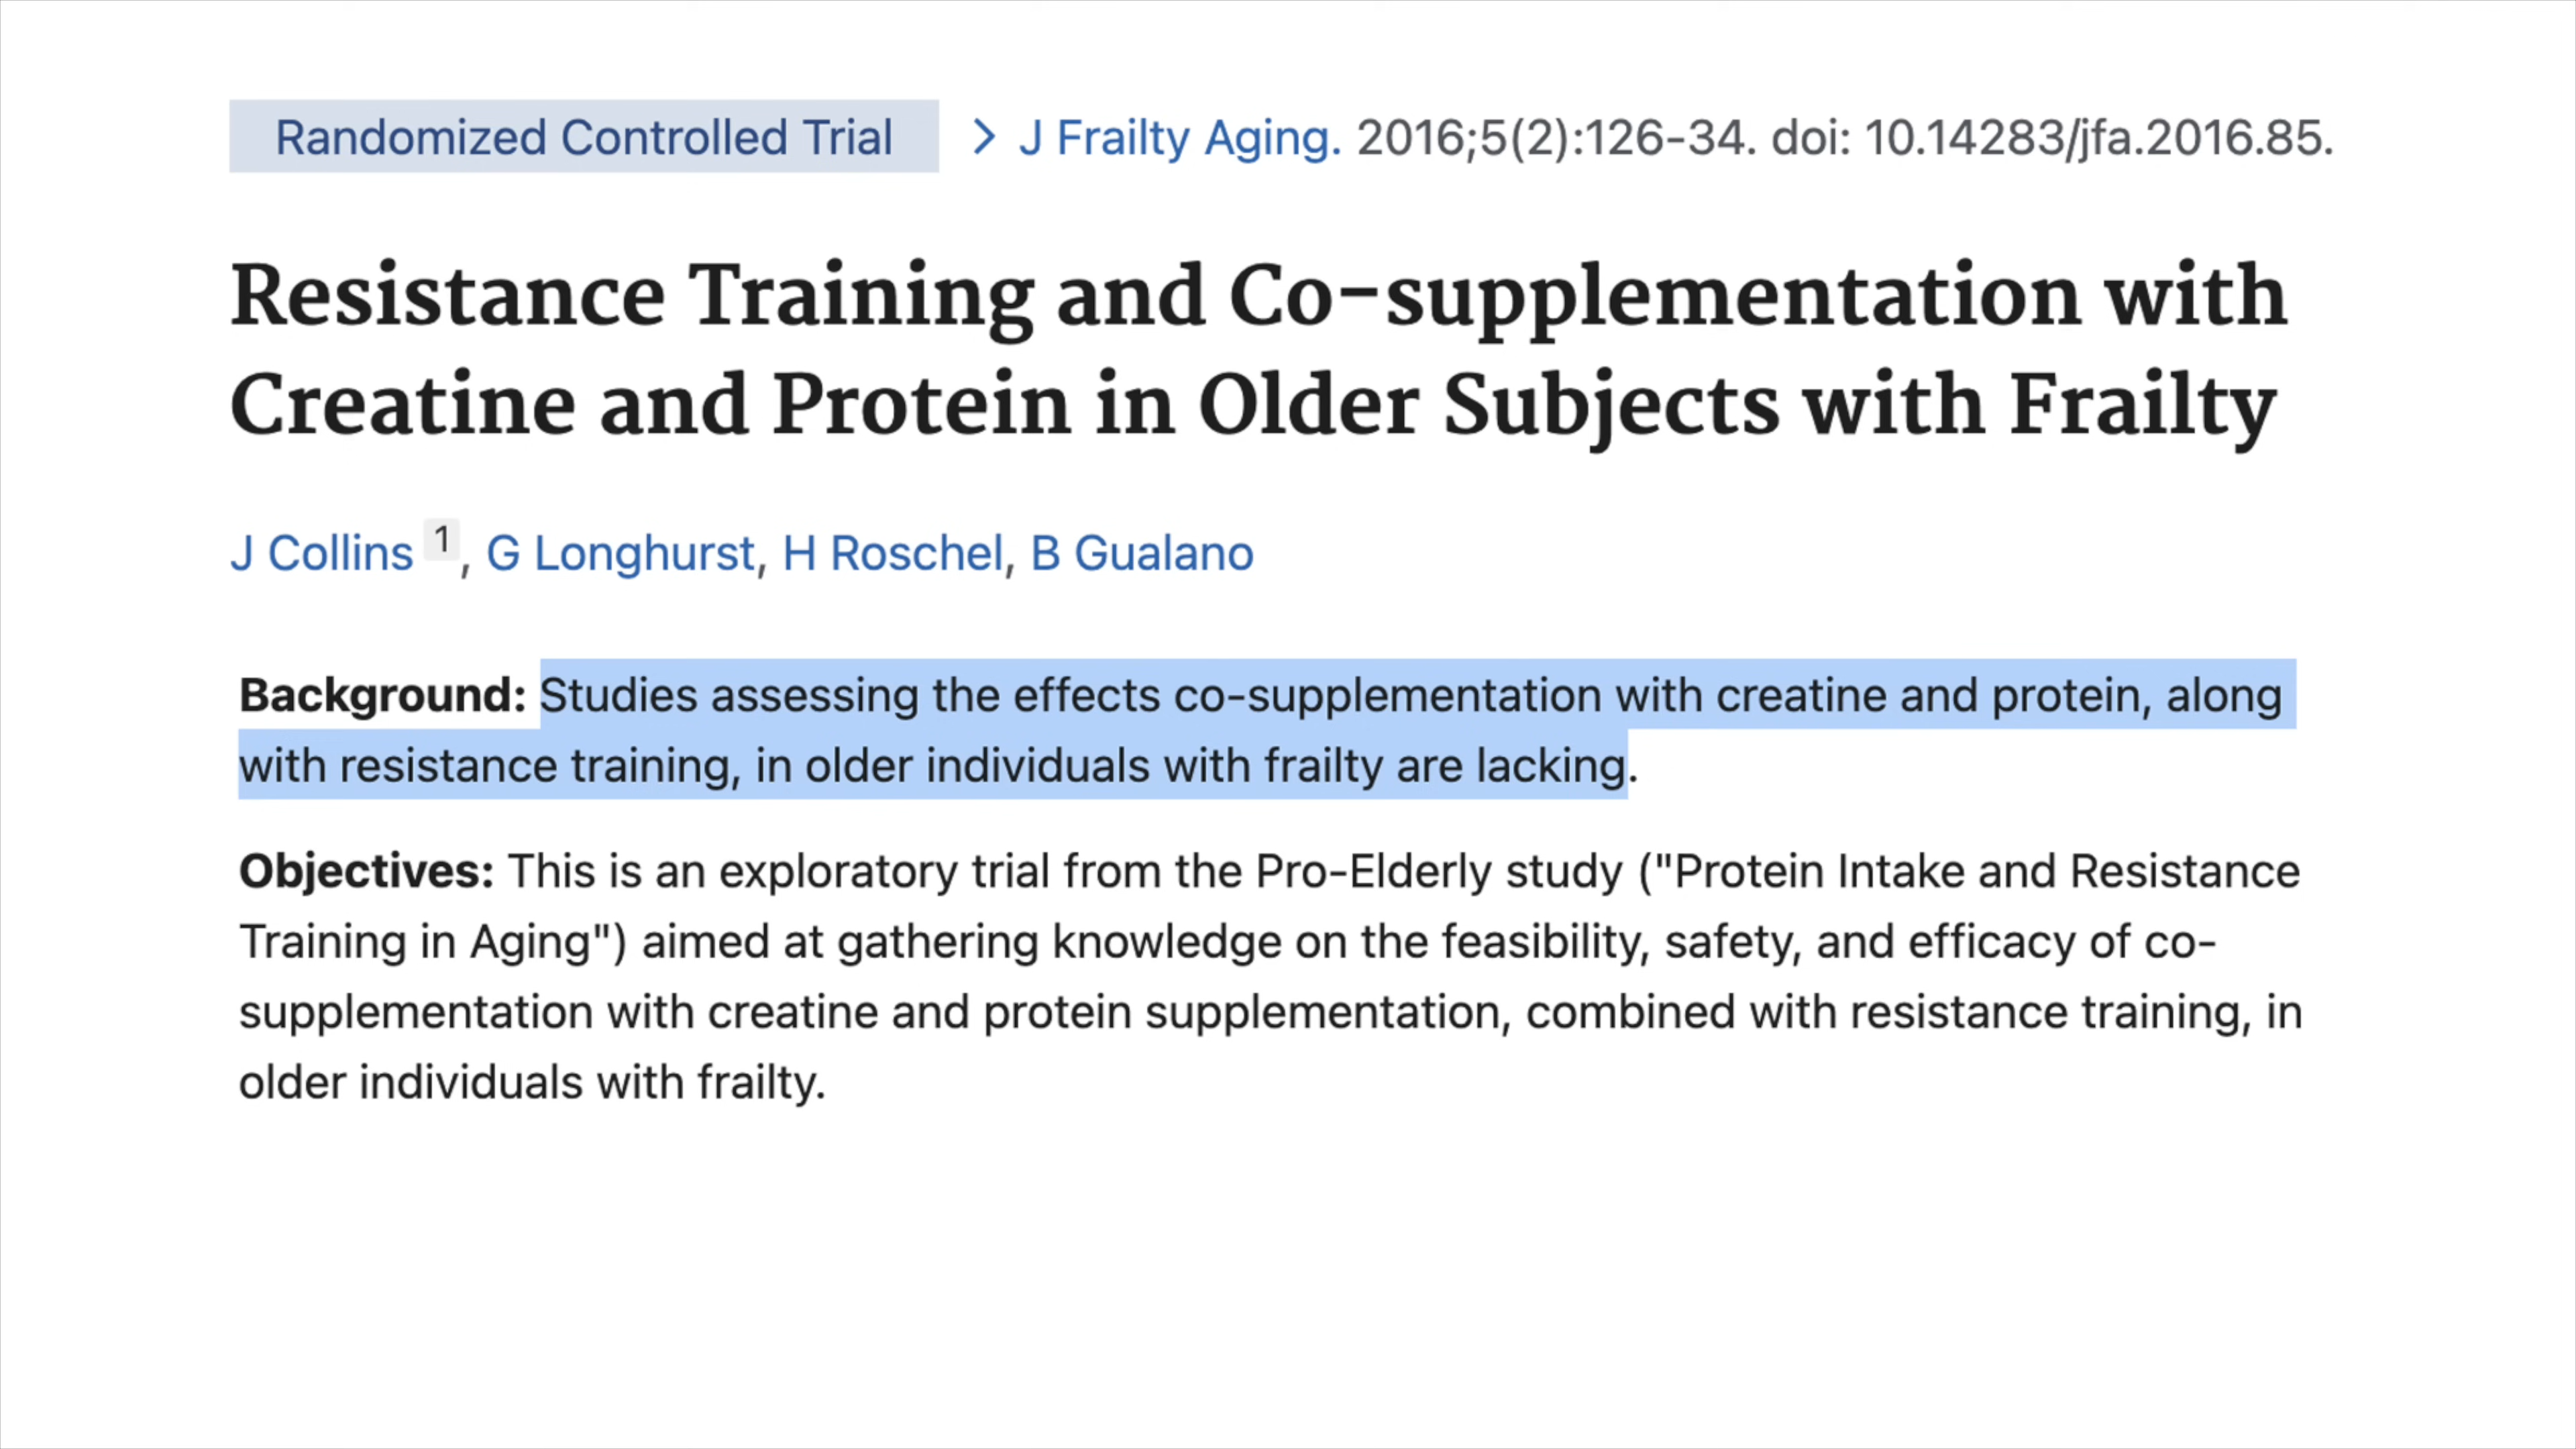 Randomized Controlled Trial > J Frailty Aging. 2016;5(2):126-34. doi: 10.14283/jfa.2016.85.
Resistance Training and Co-supplementation with
Creatine and Protein in Older Subjects with Frailty
J Collins 1, G Longhurst, H Roschel, B Gualano
Background: Studies assessing the effects co-supplementation with creatine and protein, along
with resistance training, in older individuals with frailty are lacking.
Objectives: This is an exploratory trial from the Pro-Elderly study ("Protein Intake and Resistance
Training in Aging") aimed at gathering knowledge on the feasibility, safety, and efficacy of co-
supplementation with creatine and protein supplementation, combined with resistance training, in
older individuals with frailty.